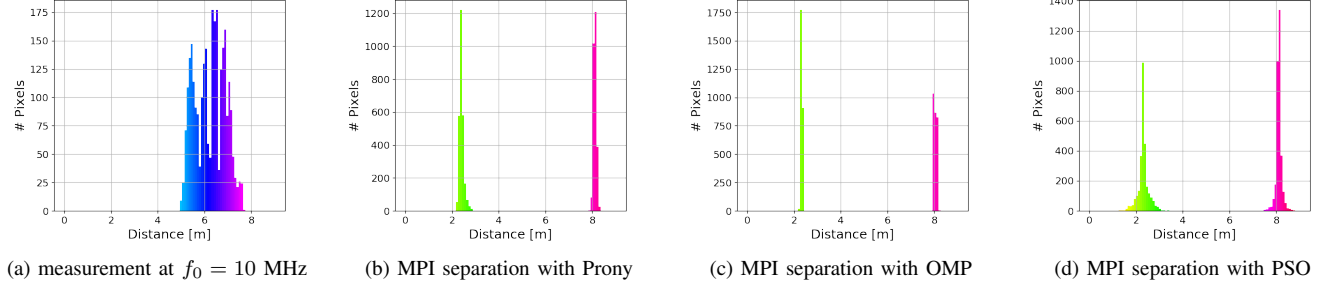 175
150
125
100
75
50
25
0
# Pixels
0 2 4 6 8
Distance [m]
(a) measurement at f₀ = 10 MHz
1200
1000
800
600
400
200
0
# Pixels
0 2 4 6 8
Distance [m]
(b) MPI separation with Prony
1750
1500
1250
1000
750
500
250
0
# Pixels
0 2 4 6 8
Distance [m]
(c) MPI separation with OMP
1400
1200
1000
800
600
400
200
0
# Pixels
0 2 4 6 8
Distance [m]
(d) MPI separation with PSO